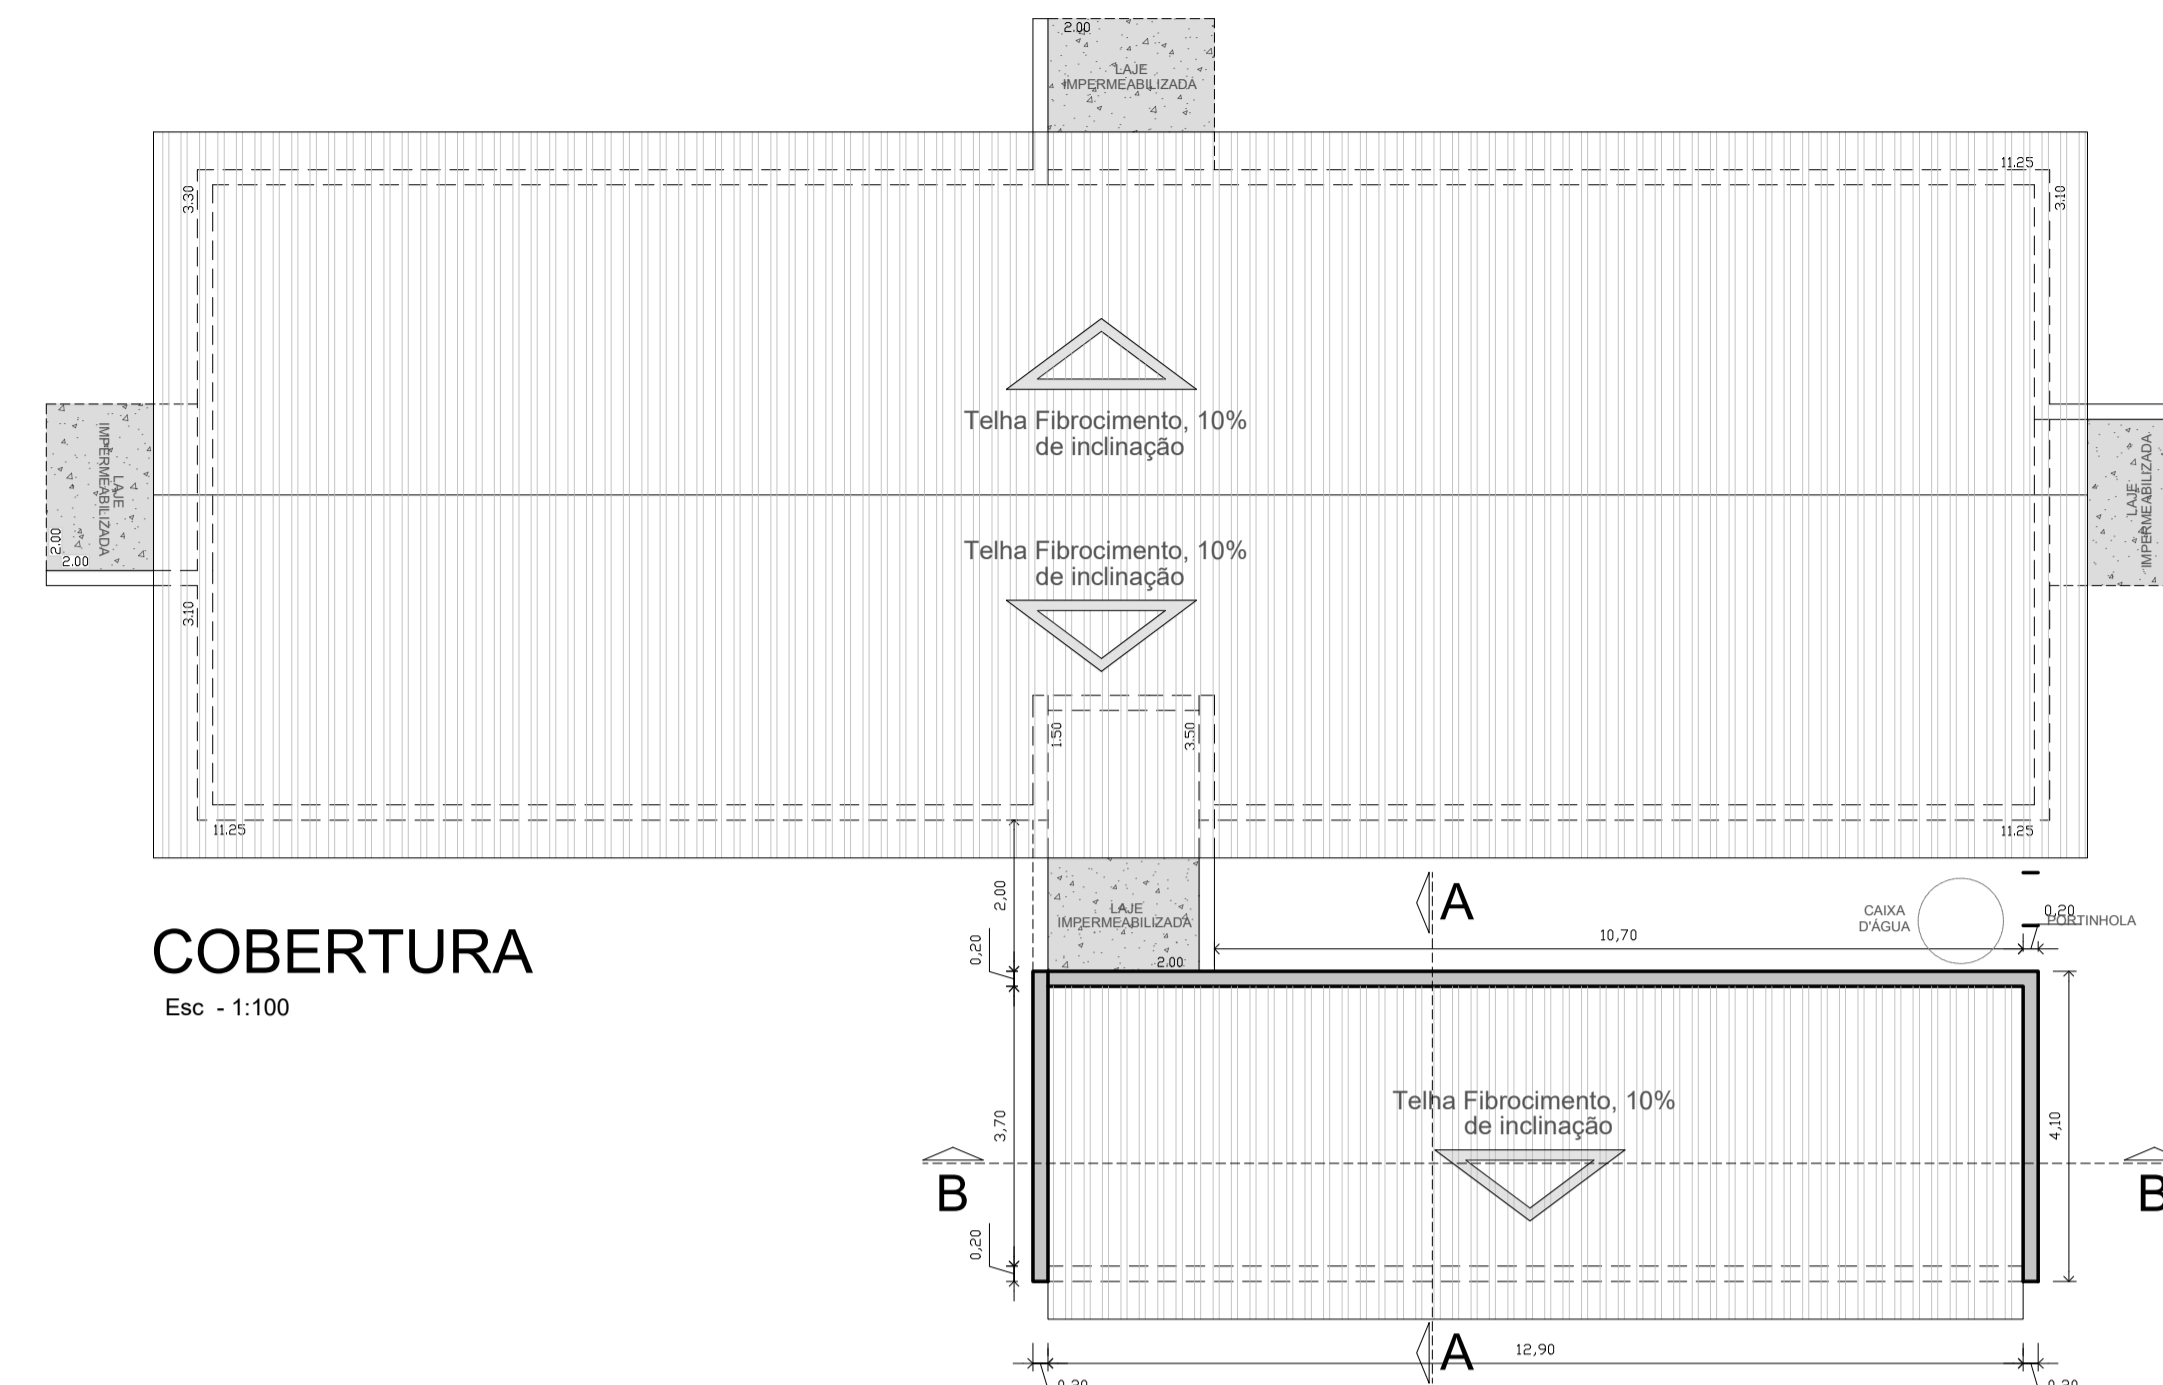 2.00
LAJE
IMPERMEABILIZADA
3.30
11.25
3.10
Telha Fibrocimento, 10%
de inclinação
LAJE
IMPERMEABILIZADA
2.00
2.00
LAJE
IMPERMEABILIZADA
Telha Fibrocimento, 10%
de inclinação
3.10
1.50
3.50
11.25
11.25
2,00
LAJE
IMPERMEABILIZADA
2.00
0,20
A
10,70
CAIXA
D'ÁGUA
0,20
PORTINHOLA
COBERTURA
Esc - 1:100
Telha Fibrocimento, 10%
de inclinação
3,70
4,10
B
B
0,20
A
12,90